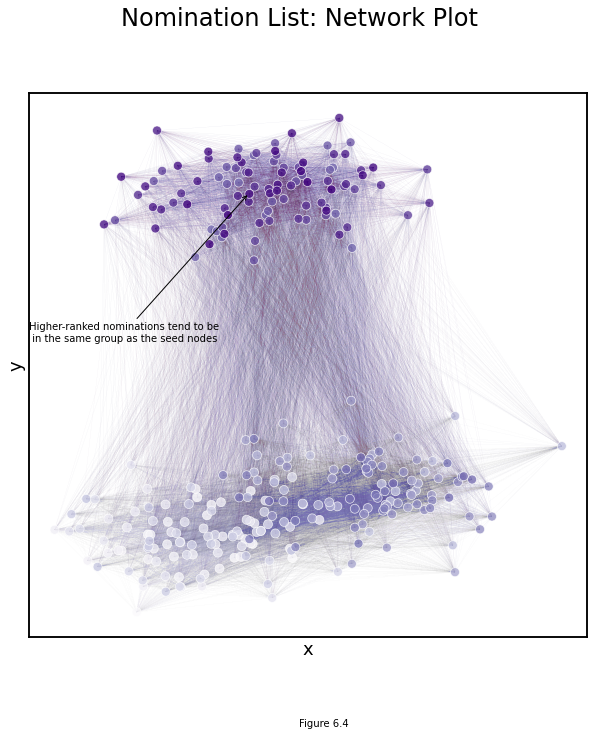 Nomination List: Network Plot
Higher-ranked nominations tend to be
in the same group as the seed nodes
y
x
Figure 6.4